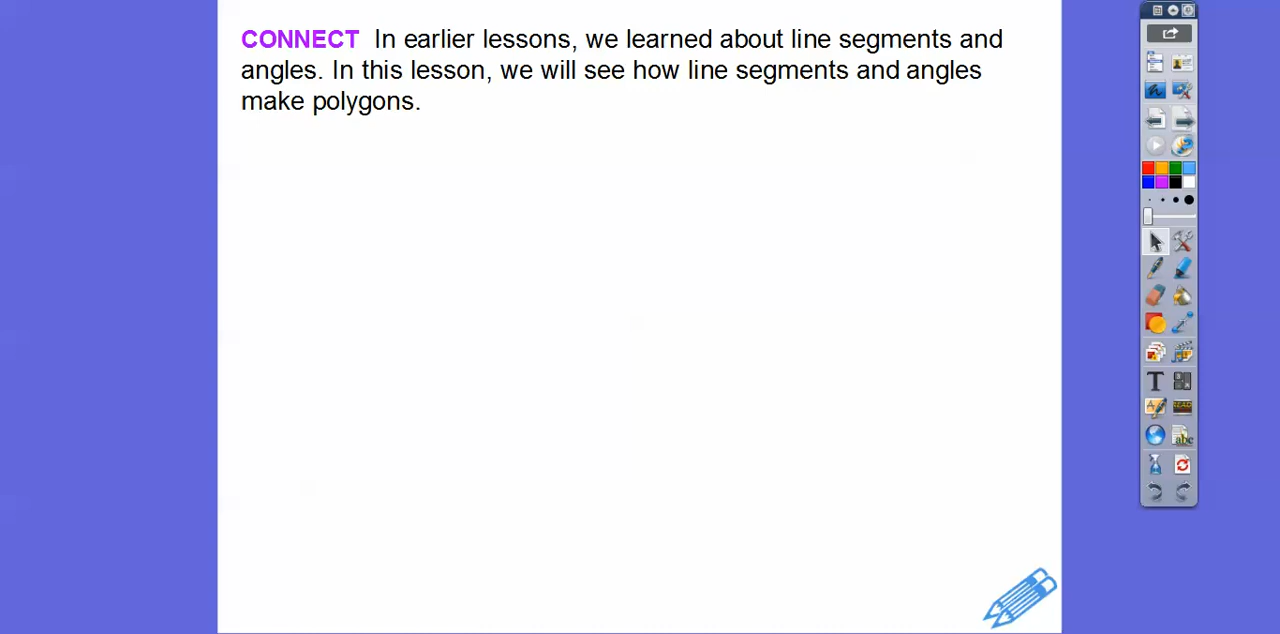 CONNECT In earlier lessons, we learned about line segments and
angles. In this lesson, we will see how line segments and angles
make polygons.